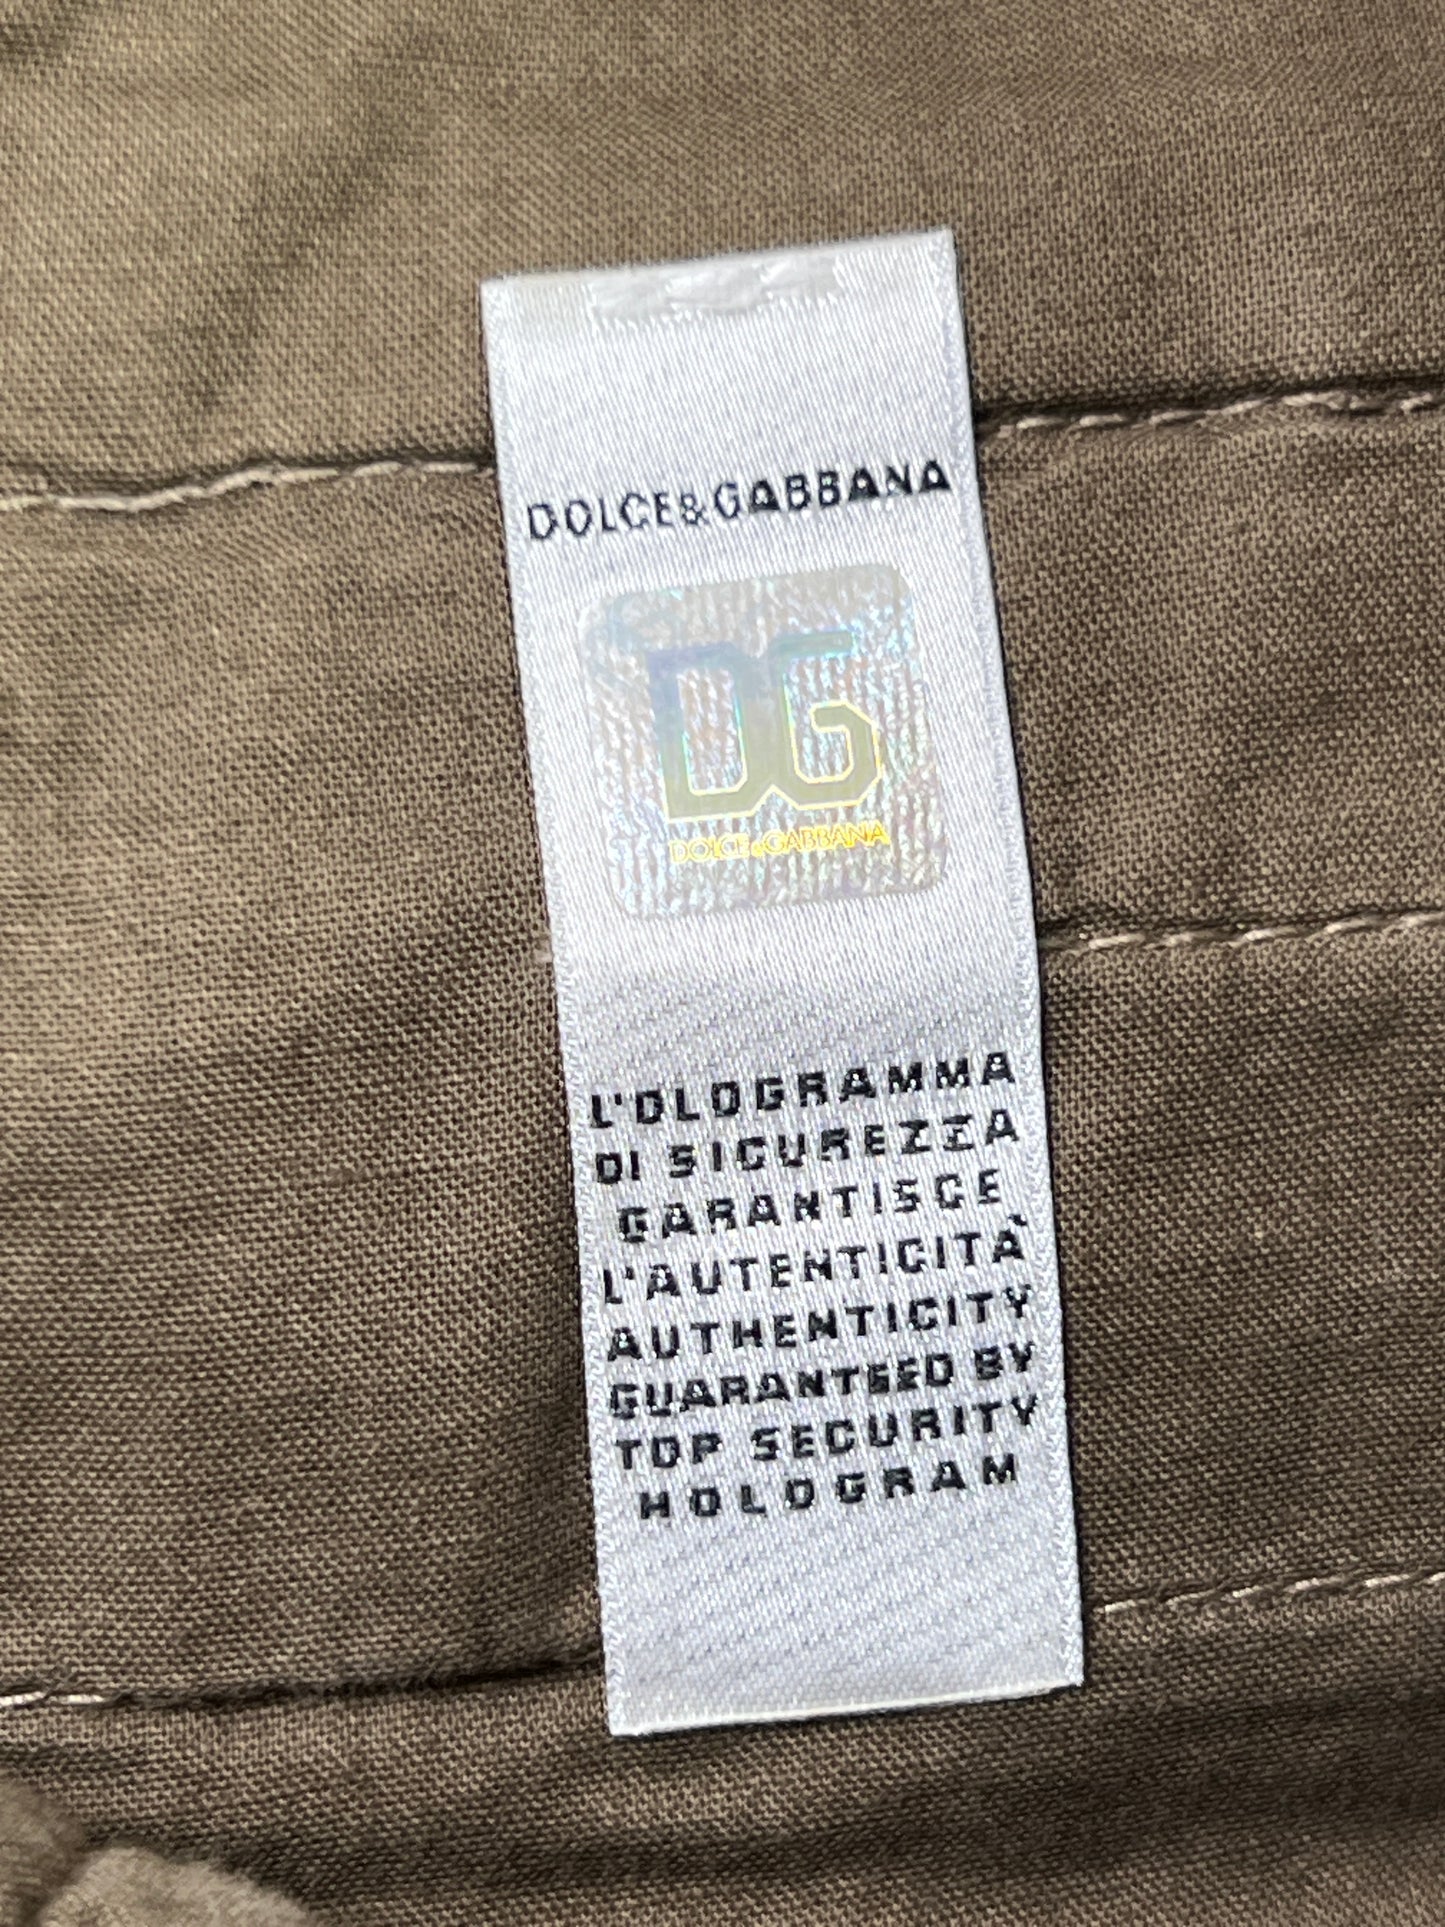 DOLCE&GABBANA
DG
DOLCE&GABBANA
L'OLOGRAMMA
DI SICUREZZA
GARANTISCE
L'AUTENTICITÀ
AUTHENTICITY
GUARANTEED BY
TOP SECURITY
HOLOGRAM